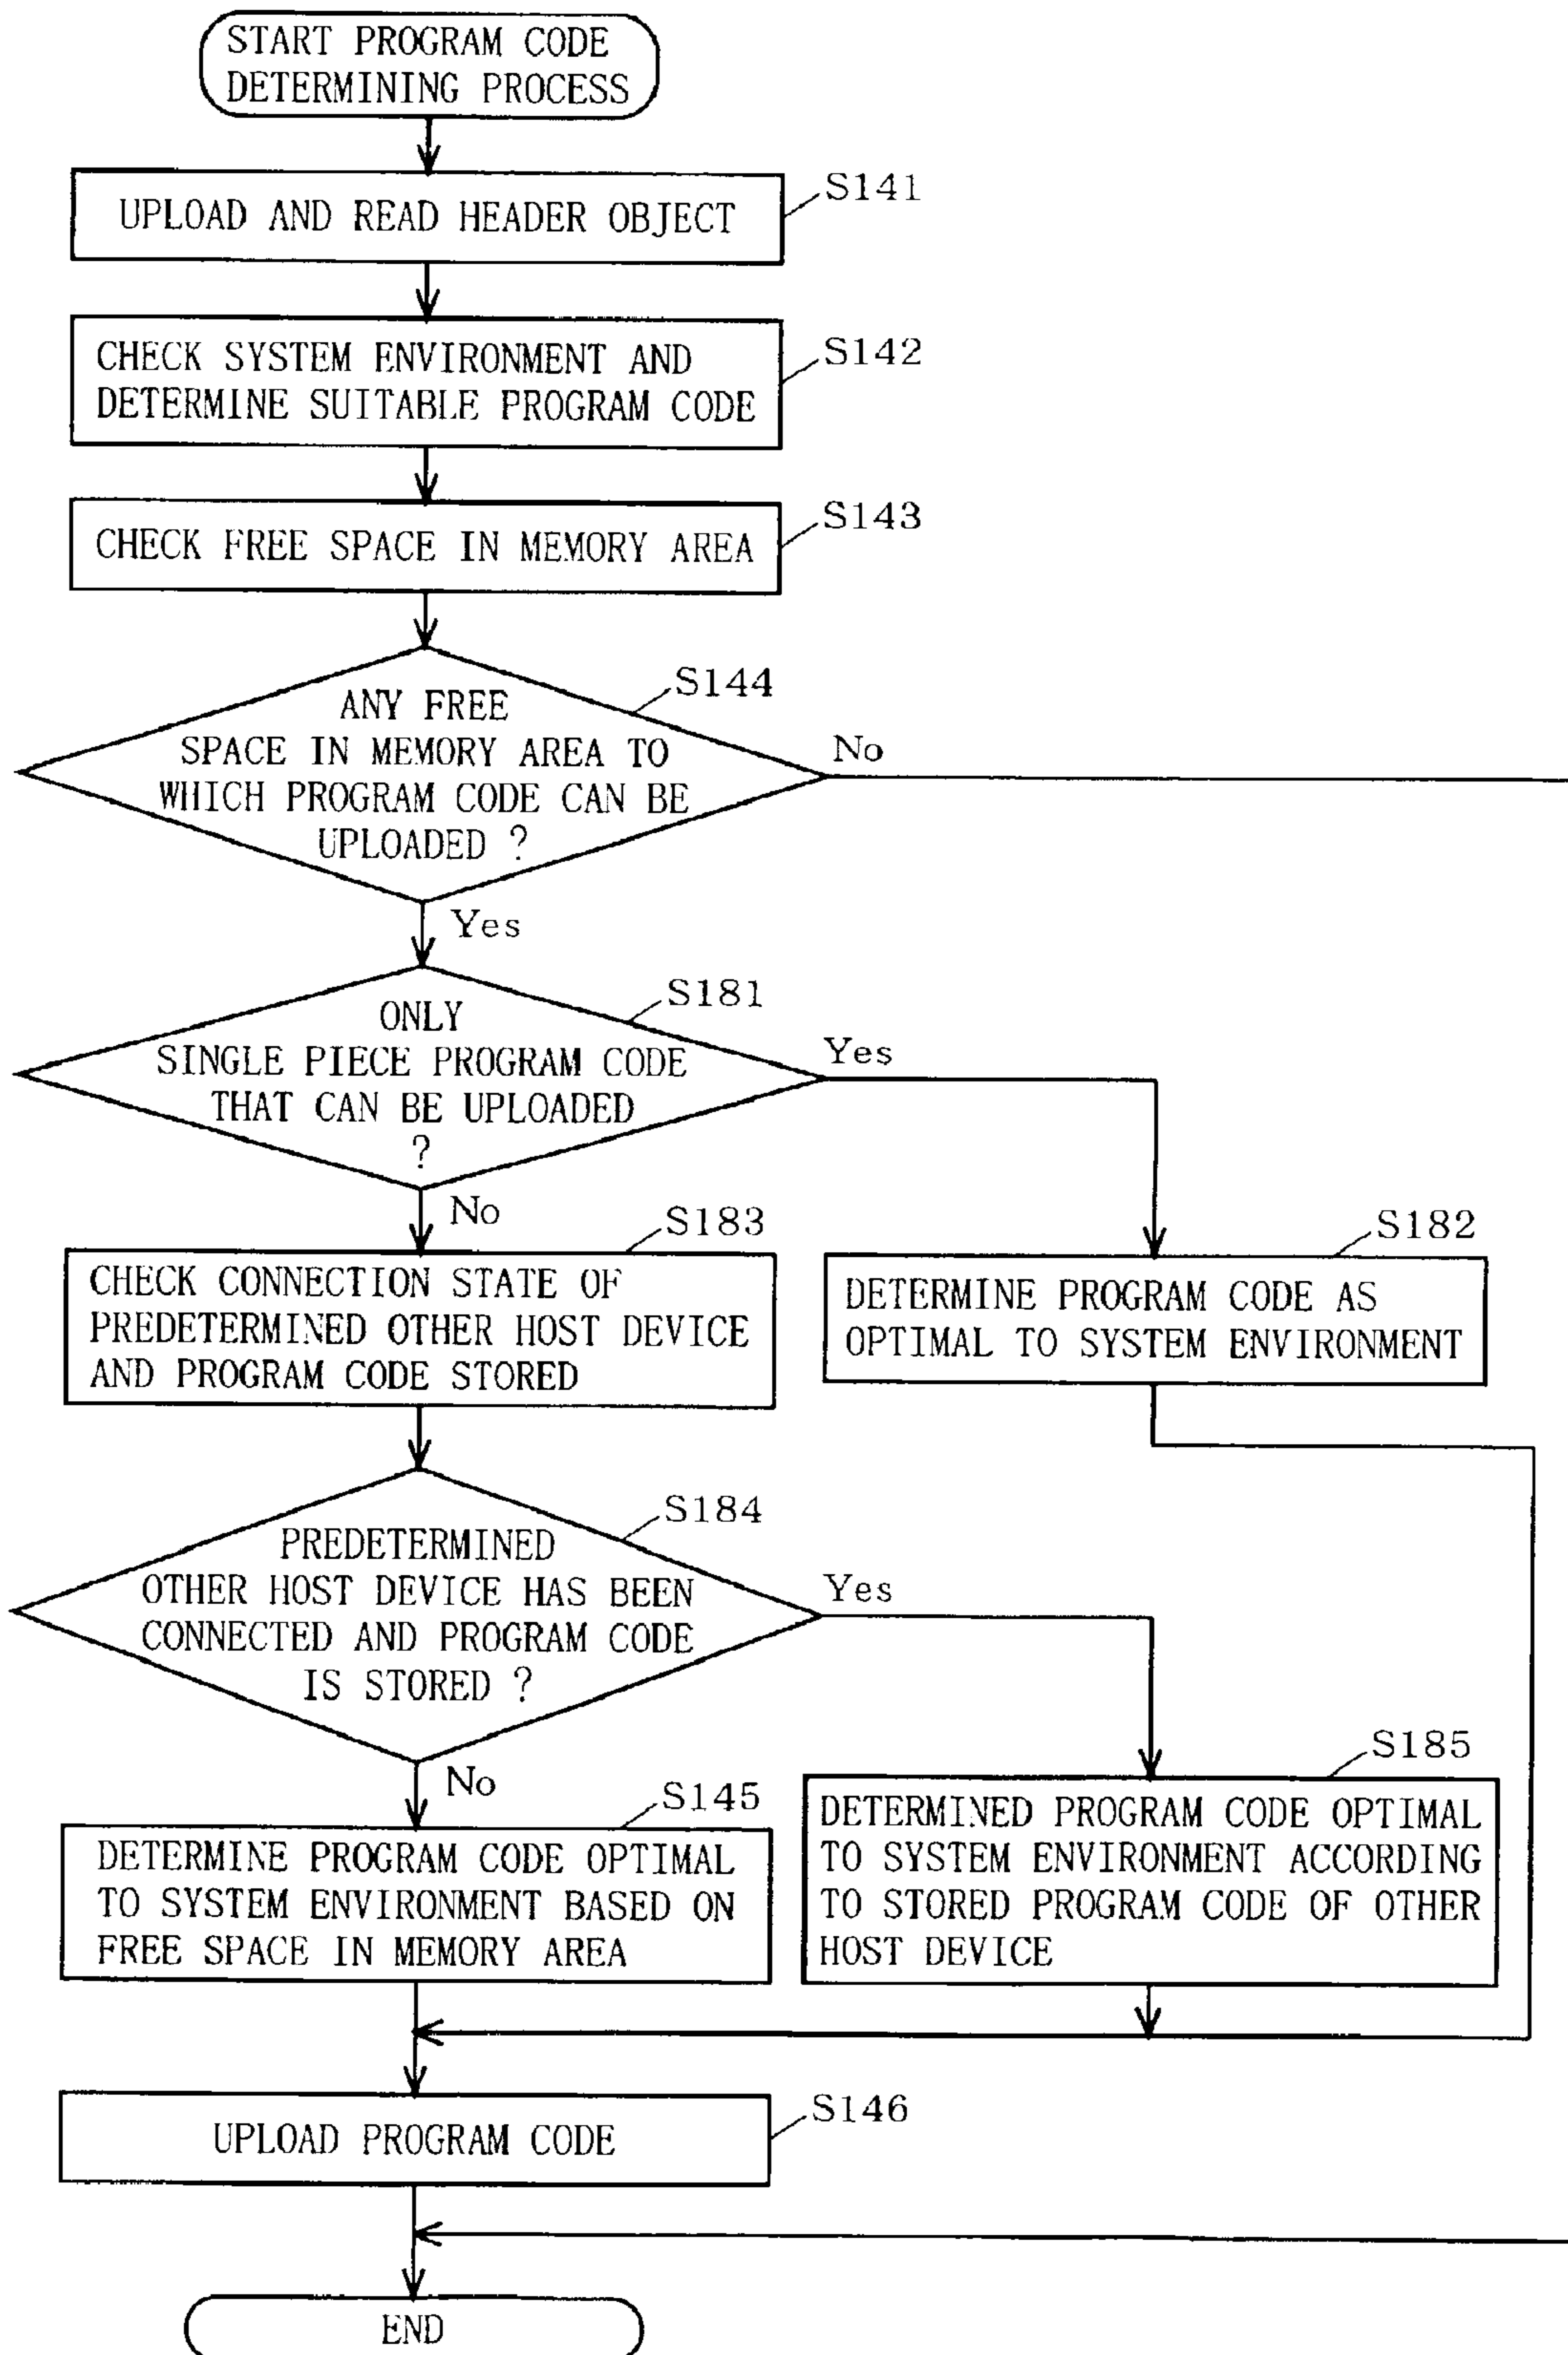 START PROGRAM CODE
DETERMINING PROCESS
S141
UPLOAD AND READ HEADER OBJECT
S142
CHECK SYSTEM ENVIRONMENT AND
DETERMINE SUITABLE PROGRAM CODE
S143
CHECK FREE SPACE IN MEMORY AREA
S144
ANY FREE
SPACE IN MEMORY AREA TO
WHICH PROGRAM CODE CAN BE
UPLOADED ?
No
Yes
S181
ONLY
SINGLE PIECE PROGRAM CODE
THAT CAN BE UPLOADED
?
Yes
No
S183
CHECK CONNECTION STATE OF
PREDETERMINED OTHER HOST DEVICE
AND PROGRAM CODE STORED
S182
DETERMINE PROGRAM CODE AS
OPTIMAL TO SYSTEM ENVIRONMENT
S184
PREDETERMINED
OTHER HOST DEVICE HAS BEEN
CONNECTED AND PROGRAM CODE
IS STORED ?
Yes
No
S145
DETERMINE PROGRAM CODE OPTIMAL
TO SYSTEM ENVIRONMENT BASED ON
FREE SPACE IN MEMORY AREA
S185
DETERMINED PROGRAM CODE OPTIMAL
TO SYSTEM ENVIRONMENT ACCORDING
TO STORED PROGRAM CODE OF OTHER
HOST DEVICE
S146
UPLOAD PROGRAM CODE
END